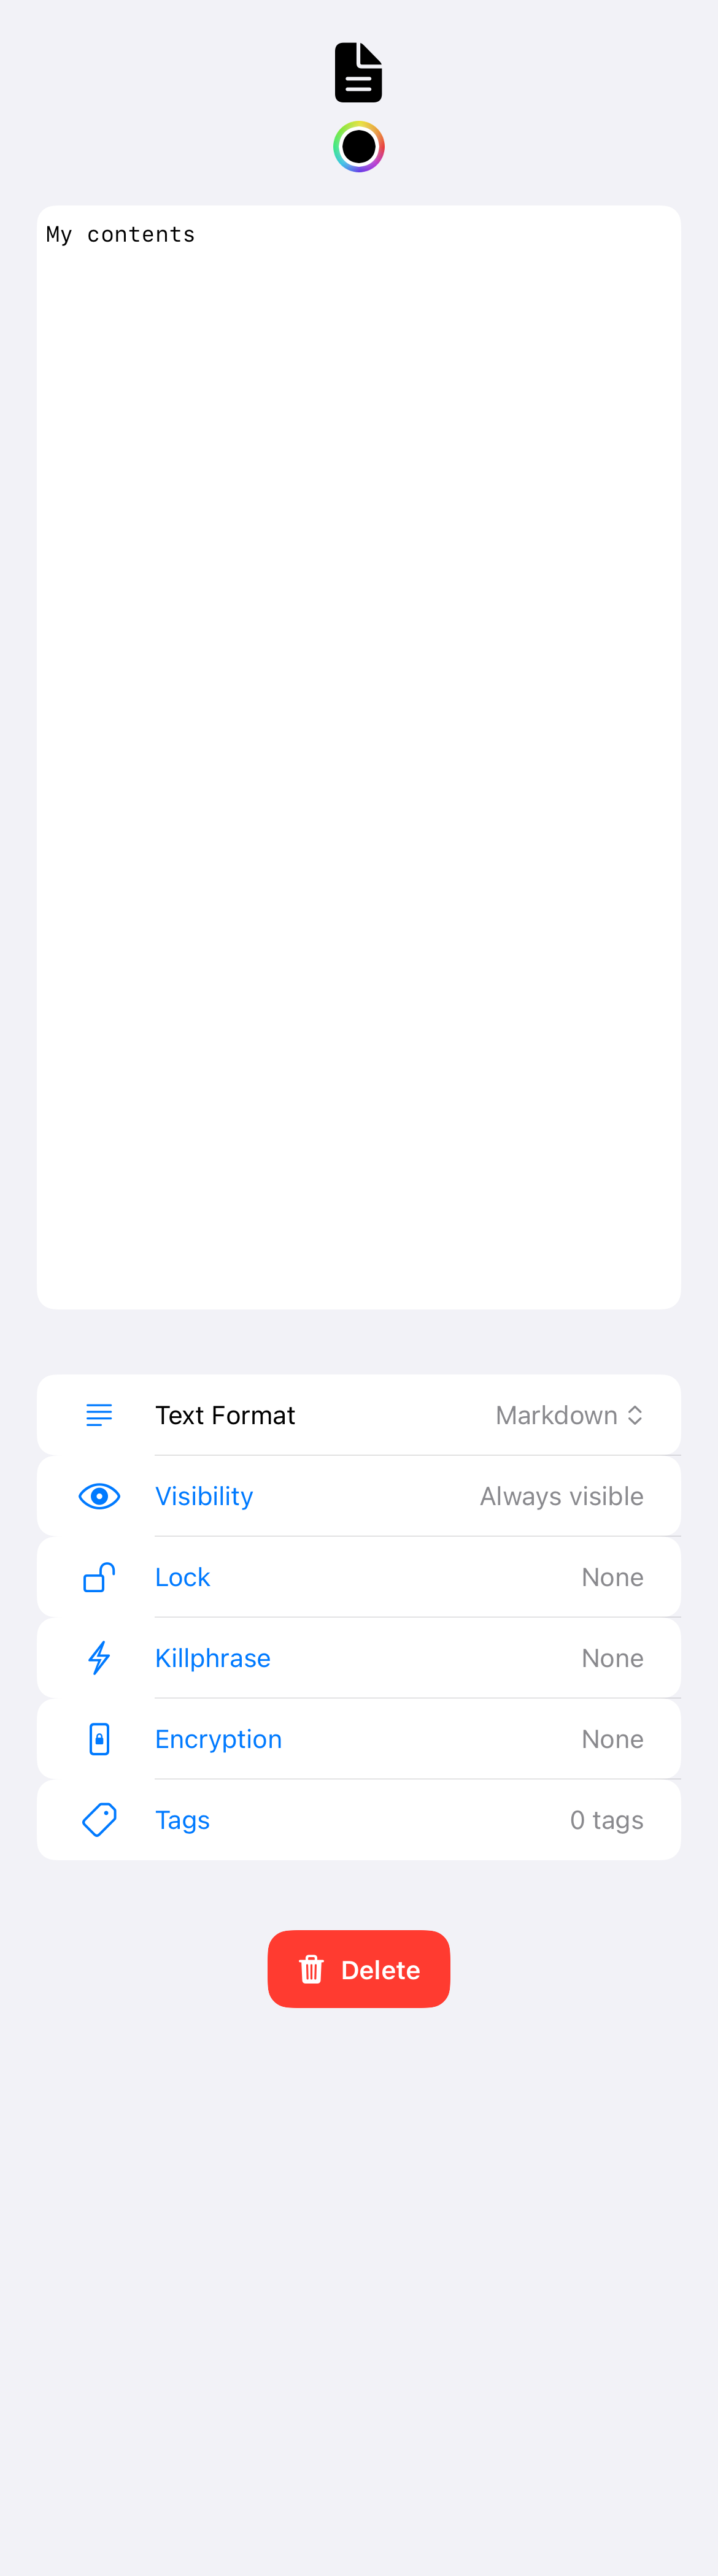 My contents
Text Format Markdown
Visibility Always visible
Lock None
Killphrase None
Encryption None
Tags 0 tags
Delete